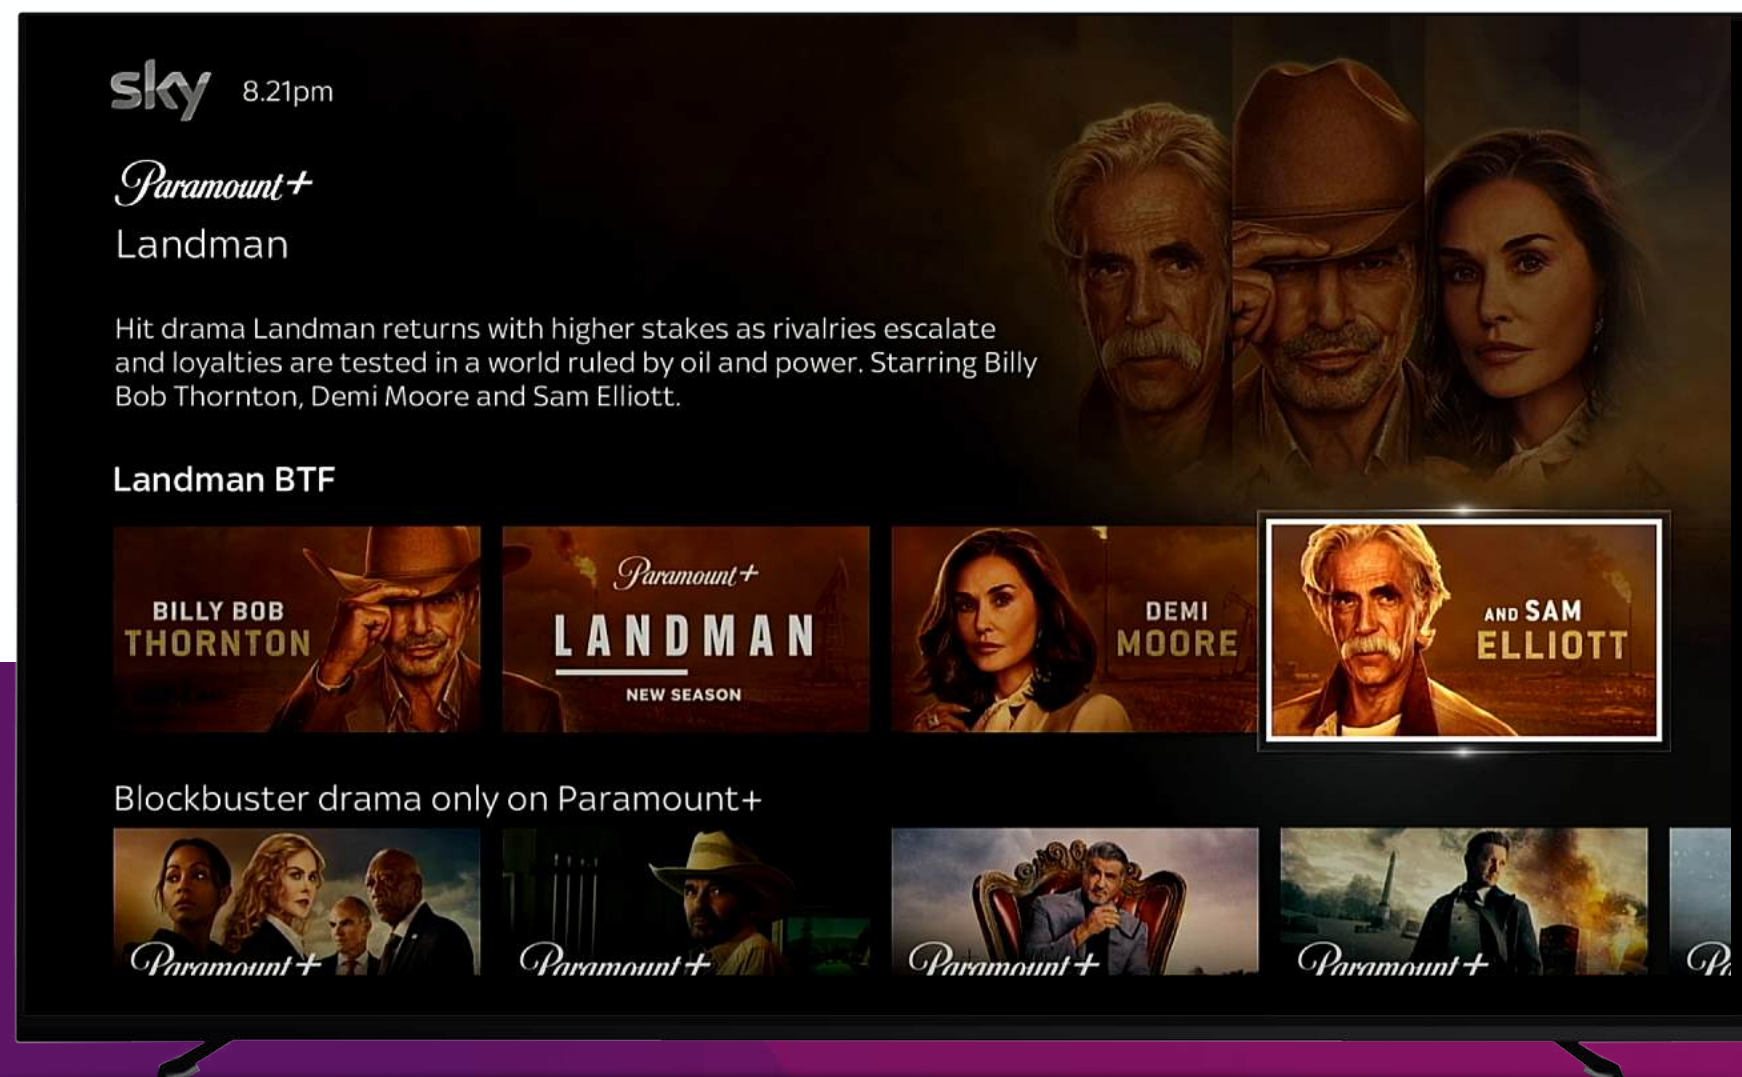 sky 8.21pm
Paramount+
Landman
Hit drama Landman returns with higher stakes as rivalries escalate
and loyalties are tested in a world ruled by oil and power. Starring Billy
Bob Thornton, Demi Moore and Sam Elliott.
Landman BTF
BILLY BOB
THORNTON
Paramount+
LANDMAN
NEW SEASON
DEMI
MOORE
AND SAM
ELLIOTT
Blockbuster drama only on Paramount+
Paramount+ Paramount+ Paramount+ Paramount+